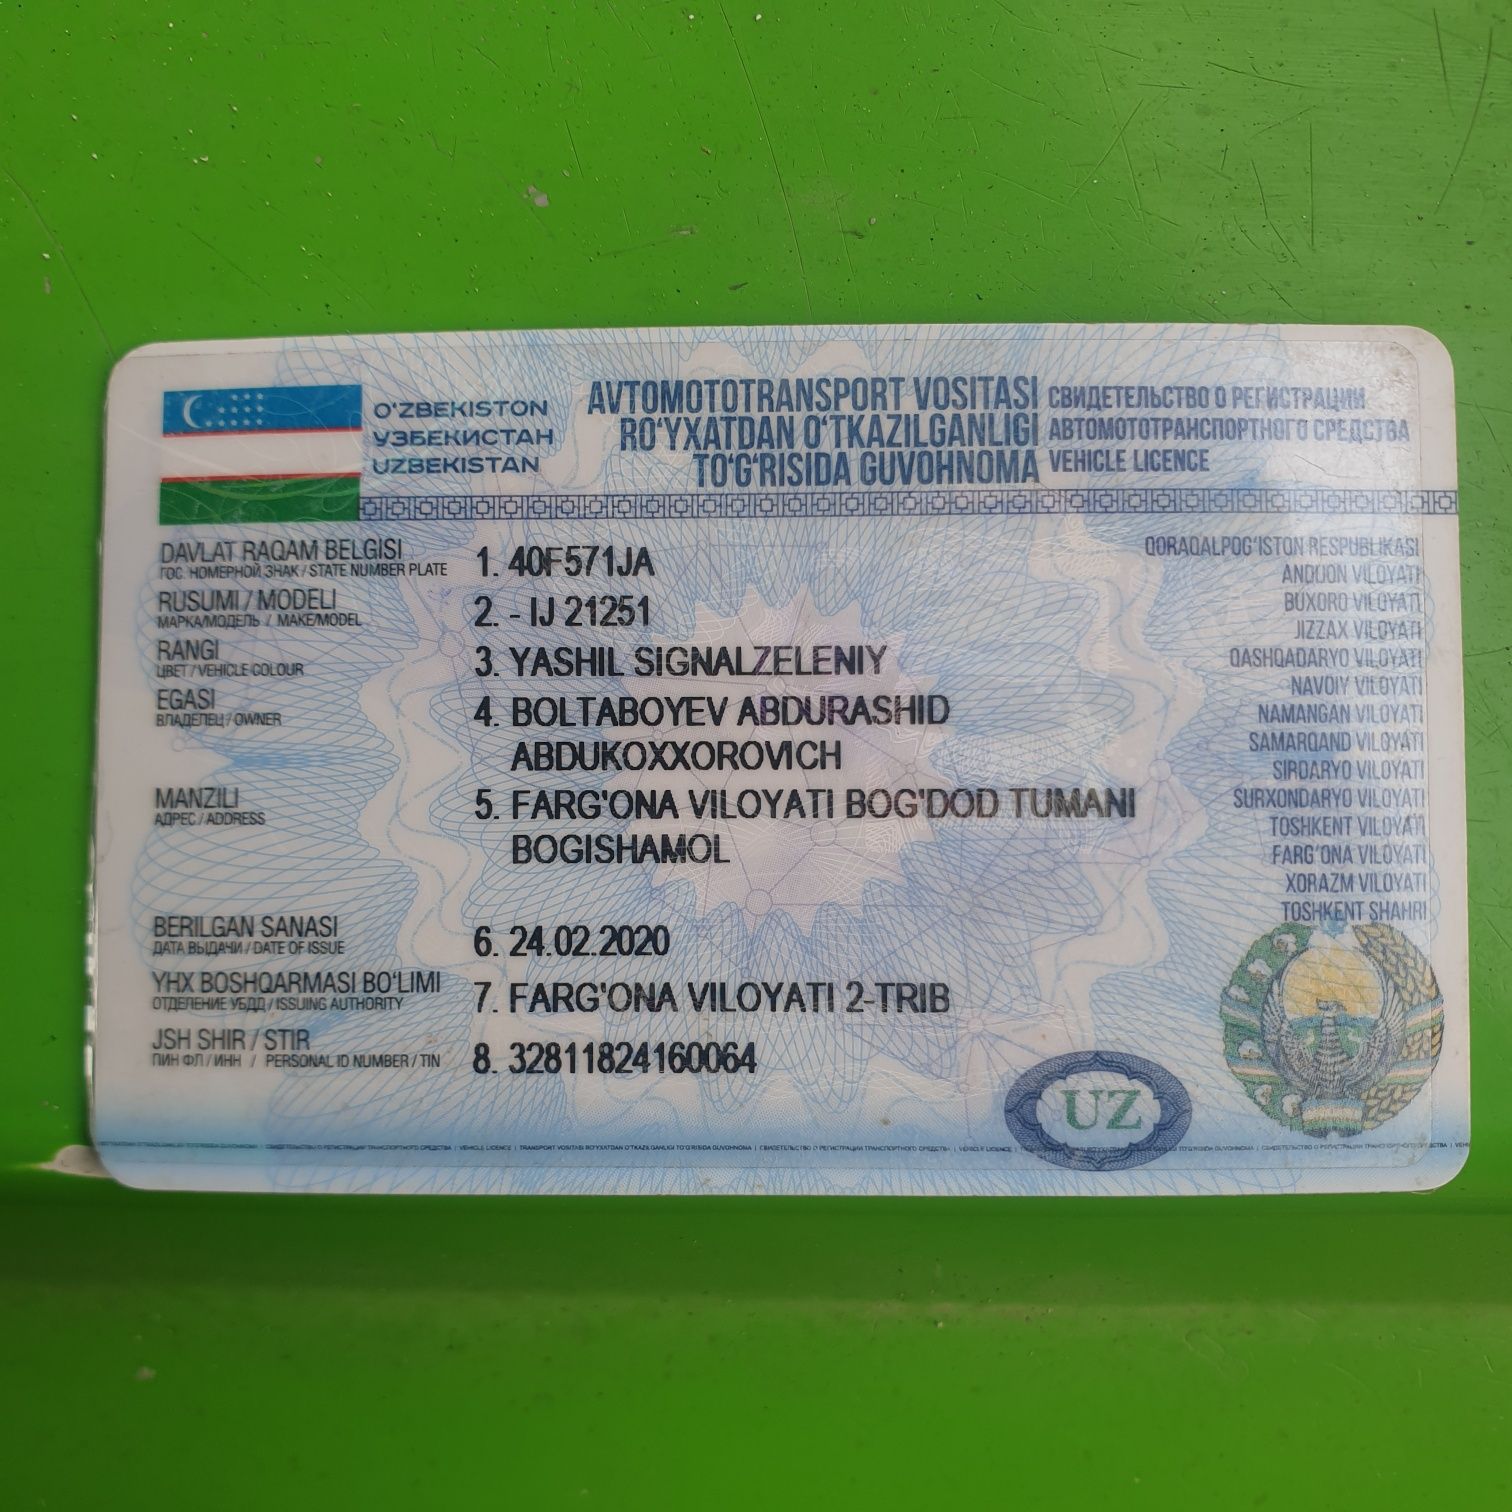 O'ZBEKISTON
УЗБЕКИСТАН
UZBEKISTAN
AVTOMOTOTRANSPORT VOSITASI
RO'YXATDAN O'TKAZILGANLIGI
TO'G'RISIDA GUVOHNOMA
СВИДЕТЕЛЬСТВО О РЕГИСТРАЦИИ
АВТОМОТОТРАНСПОРТНОГО СРЕДСТВА
VEHICLE LICENCE
DAVLAT RAQAM BELGISI
ГОС. НОМЕРНОЙ ЗНАК / STATE NUMBER PLATE
1. 40F571JA
RUSUMI / MODELI
МАРКА/МОДЕЛЬ / MAKE/MODEL
2. - IJ 21251
RANGI
ЦВЕТ / VEHICLE COLOUR
3. YASHIL SIGNALZELENIY
EGASI
ВЛАДЕЛЕЦ / OWNER
4. BOLTABOYEV ABDURASHID
ABDUKOXXOROVICH
MANZILI
АДРЕС / ADDRESS
5. FARG'ONA VILOYATI BOG'DOD TUMANI
BOGISHAMOL
BERILGAN SANASI
ДАТА ВЫДАЧИ / DATE OF ISSUE
6. 24.02.2020
YHX BOSHQARMASI BO'LIMI
ОТДЕЛЕНИЕ УБДД / ISSUING AUTHORITY
7. FARG'ONA VILOYATI 2-TRIB
JSH SHIR / STIR
ПИН ФЛ / ИНН / PERSONAL ID NUMBER / TIN
8. 32811824160064
QORAQALPOG'ISTON RESPUBLIKASI
ANDIJON VILOYATI
BUXORO VILOYATI
JIZZAX VILOYATI
QASHQADARYO VILOYATI
NAVOIY VILOYATI
NAMANGAN VILOYATI
SAMARQAND VILOYATI
SIRDARYO VILOYATI
SURXONDARYO VILOYATI
TOSHKENT VILOYATI
FARG'ONA VILOYATI
XORAZM VILOYATI
TOSHKENT SHAHRI
UZ